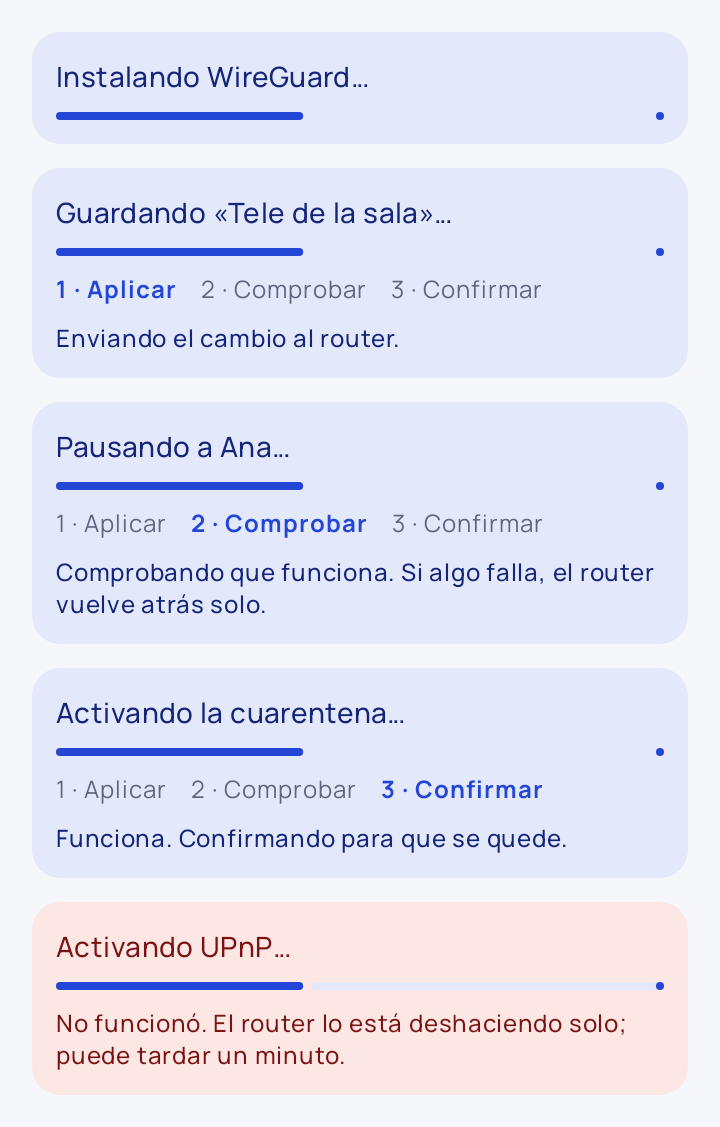 Instalando WireGuard…
Guardando «Tele de la sala»…
1 · Aplicar 2 · Comprobar 3 · Confirmar
Enviando el cambio al router.
Pausando a Ana…
1 · Aplicar 2 · Comprobar 3 · Confirmar
Comprobando que funciona. Si algo falla, el router
vuelve atrás solo.
Activando la cuarentena…
1 · Aplicar 2 · Comprobar 3 · Confirmar
Funciona. Confirmando para que se quede.
Activando UPnP…
No funcionó. El router lo está deshaciendo solo;
puede tardar un minuto.